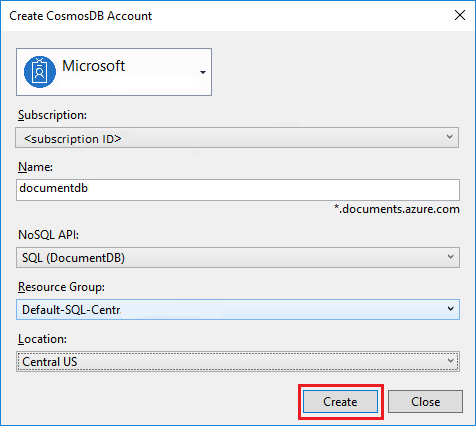 Create CosmosDB Account
Microsoft
Subscription:
<subscription ID>
Name:
documentdb
*.documents.azure.com
NoSQL API:
SQL (DocumentDB)
Resource Group:
Default-SQL-Centr
Location:
Central US
Create Close